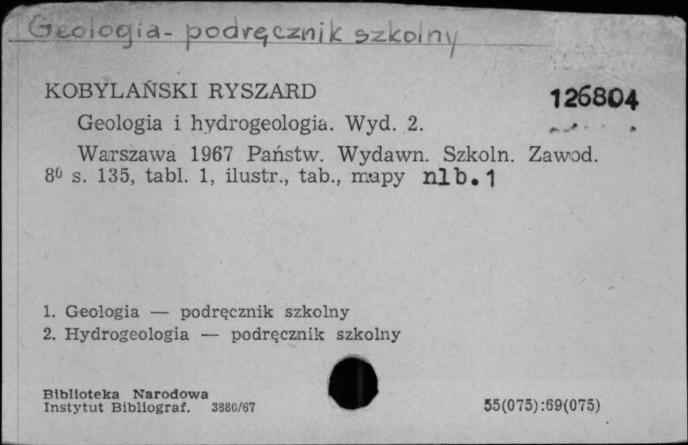 Geologia - podręcznik szkolny
KOBYLAŃSKI RYSZARD
126804
Geologia i hydrogeologia. Wyd. 2.
Warszawa 1967 Państw. Wydawn. Szkoln. Zawod.
8⁰ s. 135, tabl. 1, ilustr., tab., mapy nlb.1
1. Geologia — podręcznik szkolny
2. Hydrogeologia — podręcznik szkolny
Biblioteka Narodowa
Instytut Bibliograf. 3880/67
55(075):69(075)